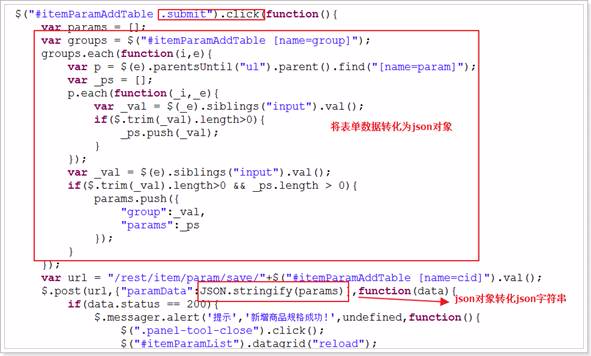 $("#itemParamAddTable .submit").click(function(){
var params = [];
var groups = $("#itemParamAddTable [name=group]");
groups.each(function(i,e){
var p = $(e).parentsUntil("ul").parent().find("[name=param]");
var _ps = [];
p.each(function(_i,_e){
var _val = $(_e).siblings("input").val();
if($.trim(_val).length>0){
_ps.push(_val);
}
将表单数据转化为json对象
});
var _val = $(e).siblings("input").val();
if($.trim(_val).length>0 && _ps.length > 0){
params.push({
"group":_val,
"params":_ps
});
}
});
var url = "/rest/item/param/save/"+$("#itemParamAddTable [name=cid]").val();
$.post(url,{"paramData":JSON.stringify(params)},function(data){
json对象转化json字符串
if(data.status == 200){
$.messager.alert('提示','新增商品规格成功!',undefined,function(){
$(".panel-tool-close").click();
$("#itemParamList").datagrid("reload");